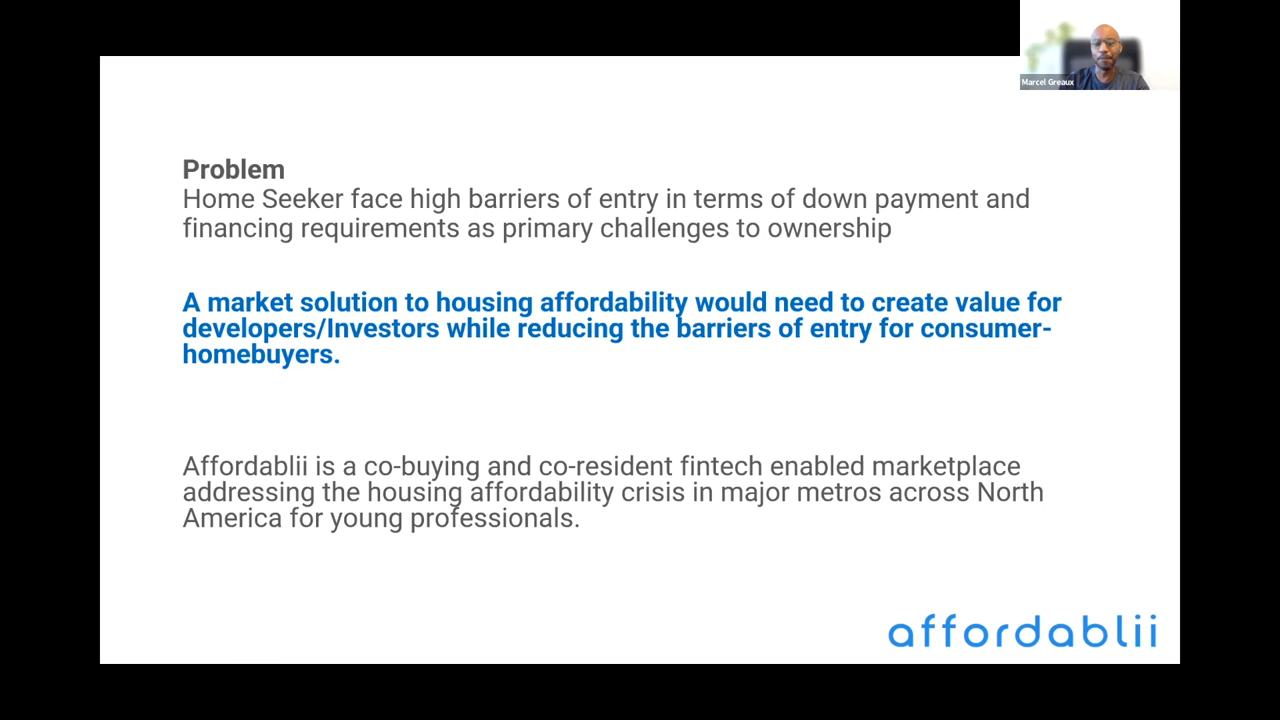 Marcel Greaux
Problem
Home Seeker face high barriers of entry in terms of down payment and
financing requirements as primary challenges to ownership
A market solution to housing affordability would need to create value for
developers/Investors while reducing the barriers of entry for consumer-
homebuyers.
Affordablii is a co-buying and co-resident fintech enabled marketplace
addressing the housing affordability crisis in major metros across North
America for young professionals.
affordablii